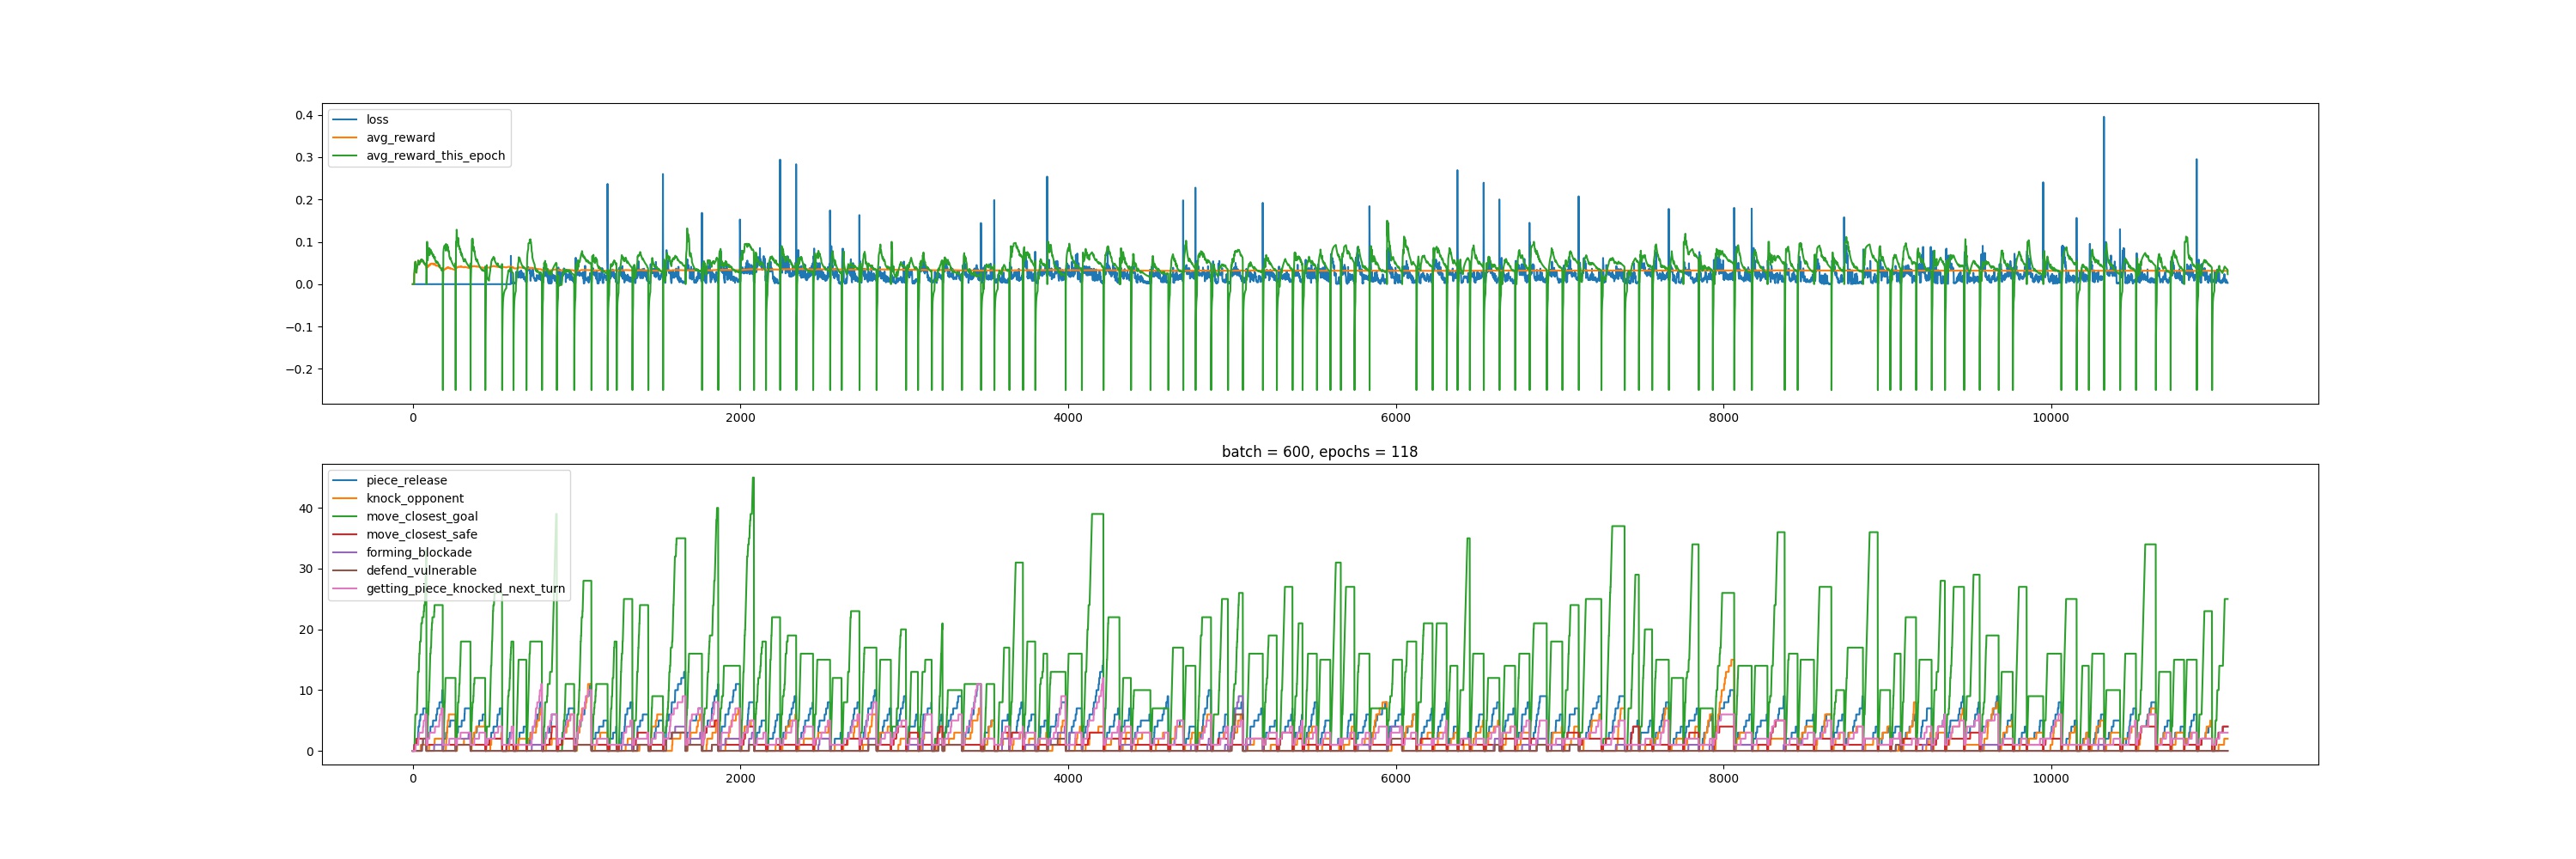 0.4
0.3
0.2
0.1
0.0
−0.1
−0.2
loss
avg_reward
avg_reward_this_epoch
0 2000 4000 6000 8000 10000
batch = 600, epochs = 118
40
30
20
10
0
piece_release
knock_opponent
move_closest_goal
move_closest_safe
forming_blockade
defend_vulnerable
getting_piece_knocked_next_turn
0 2000 4000 6000 8000 10000